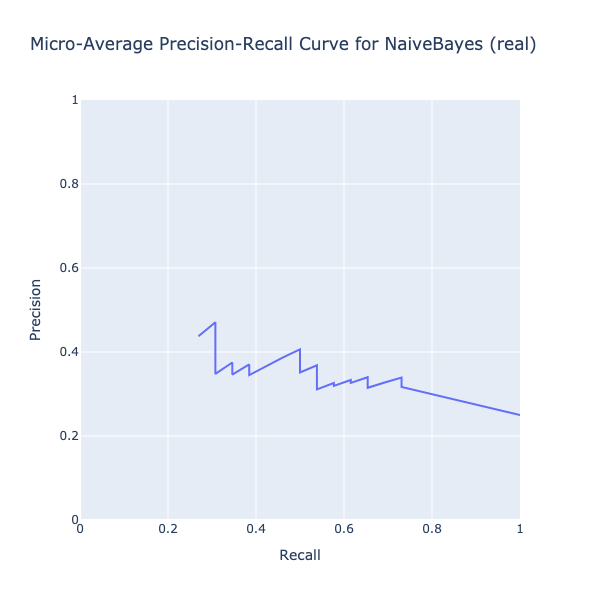 Micro-Average Precision-Recall Curve for NaiveBayes (real)
1
0.8
0.6
0.4
0.2
0
Precision
0 0.2 0.4 0.6 0.8 1
Recall